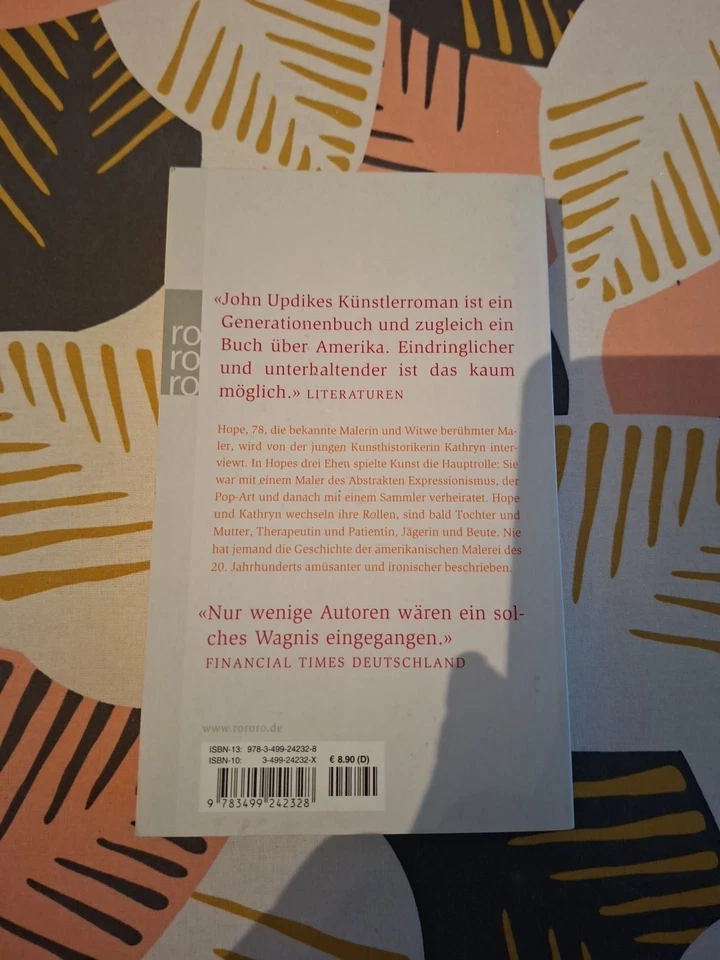 ro
ro
ro
«John Updikes Künstlerroman ist ein
Generationenbuch und zugleich ein
Buch über Amerika. Eindringlicher
und unterhaltender ist das kaum
möglich.» LITERATUREN
Hope, 78, die bekannte Malerin und Witwe berühmter Ma-
ler, wird von der jungen Kunsthistorikerin Kathryn inter-
viewt. In Hopes drei Ehen spielte Kunst die Hauptrolle: Sie
war mit einem Maler des Abstrakten Expressionismus, der
Pop-Art und danach mit einem Sammler verheiratet. Hope
und Kathryn wechseln ihre Rollen, sind bald Tochter und
Mutter, Therapeutin und Patientin, Jägerin und Beute. Nie
hat jemand die Geschichte der amerikanischen Malerei des
20. Jahrhunderts amüsanter und ironischer beschrieben.
«Nur wenige Autoren wären ein sol-
ches Wagnis eingegangen.»
FINANCIAL TIMES DEUTSCHLAND
www.rororo.de
ISBN-13: 978-3-499-24232-8
ISBN-10: 3-499-24232-X € 8.90 (D)
9 783499 242328